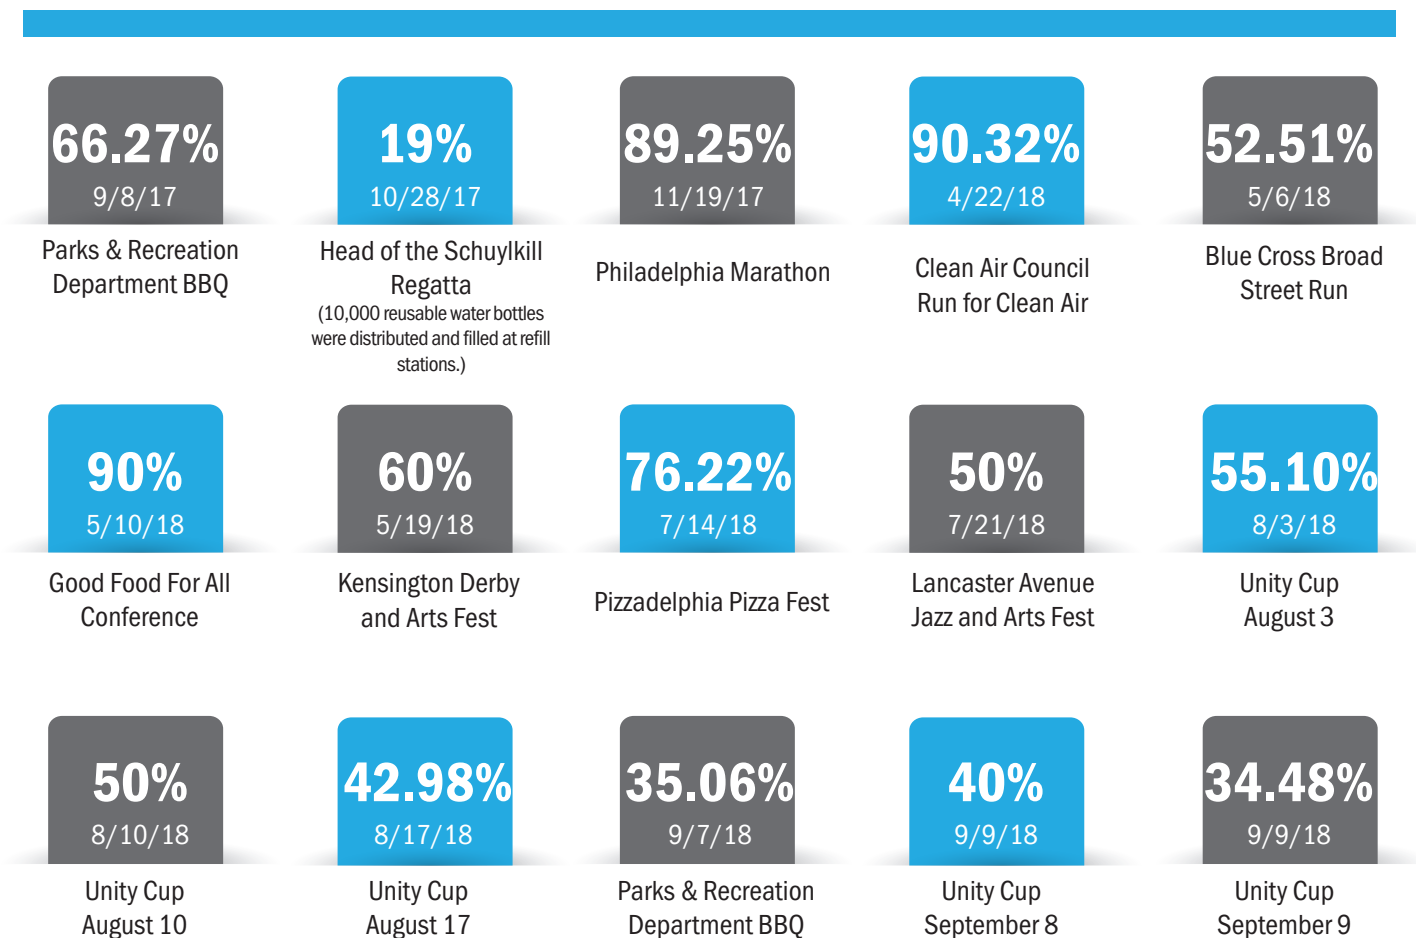 66.27%
9/8/17
Parks & Recreation
Department BBQ
19%
10/28/17
Head of the Schuylkill
Regatta
(10,000 reusable water bottles
were distributed and filled at refill
stations.)
89.25%
11/19/17
Philadelphia Marathon
90.32%
4/22/18
Clean Air Council
Run for Clean Air
52.51%
5/6/18
Blue Cross Broad
Street Run
90%
5/10/18
Good Food For All
Conference
60%
5/19/18
Kensington Derby
and Arts Fest
76.22%
7/14/18
Pizzadelphia Pizza Fest
50%
7/21/18
Lancaster Avenue
Jazz and Arts Fest
55.10%
8/3/18
Unity Cup
August 3
50%
8/10/18
Unity Cup
August 10
42.98%
8/17/18
Unity Cup
August 17
35.06%
9/7/18
Parks & Recreation
Department BBQ
40%
9/9/18
Unity Cup
September 8
34.48%
9/9/18
Unity Cup
September 9